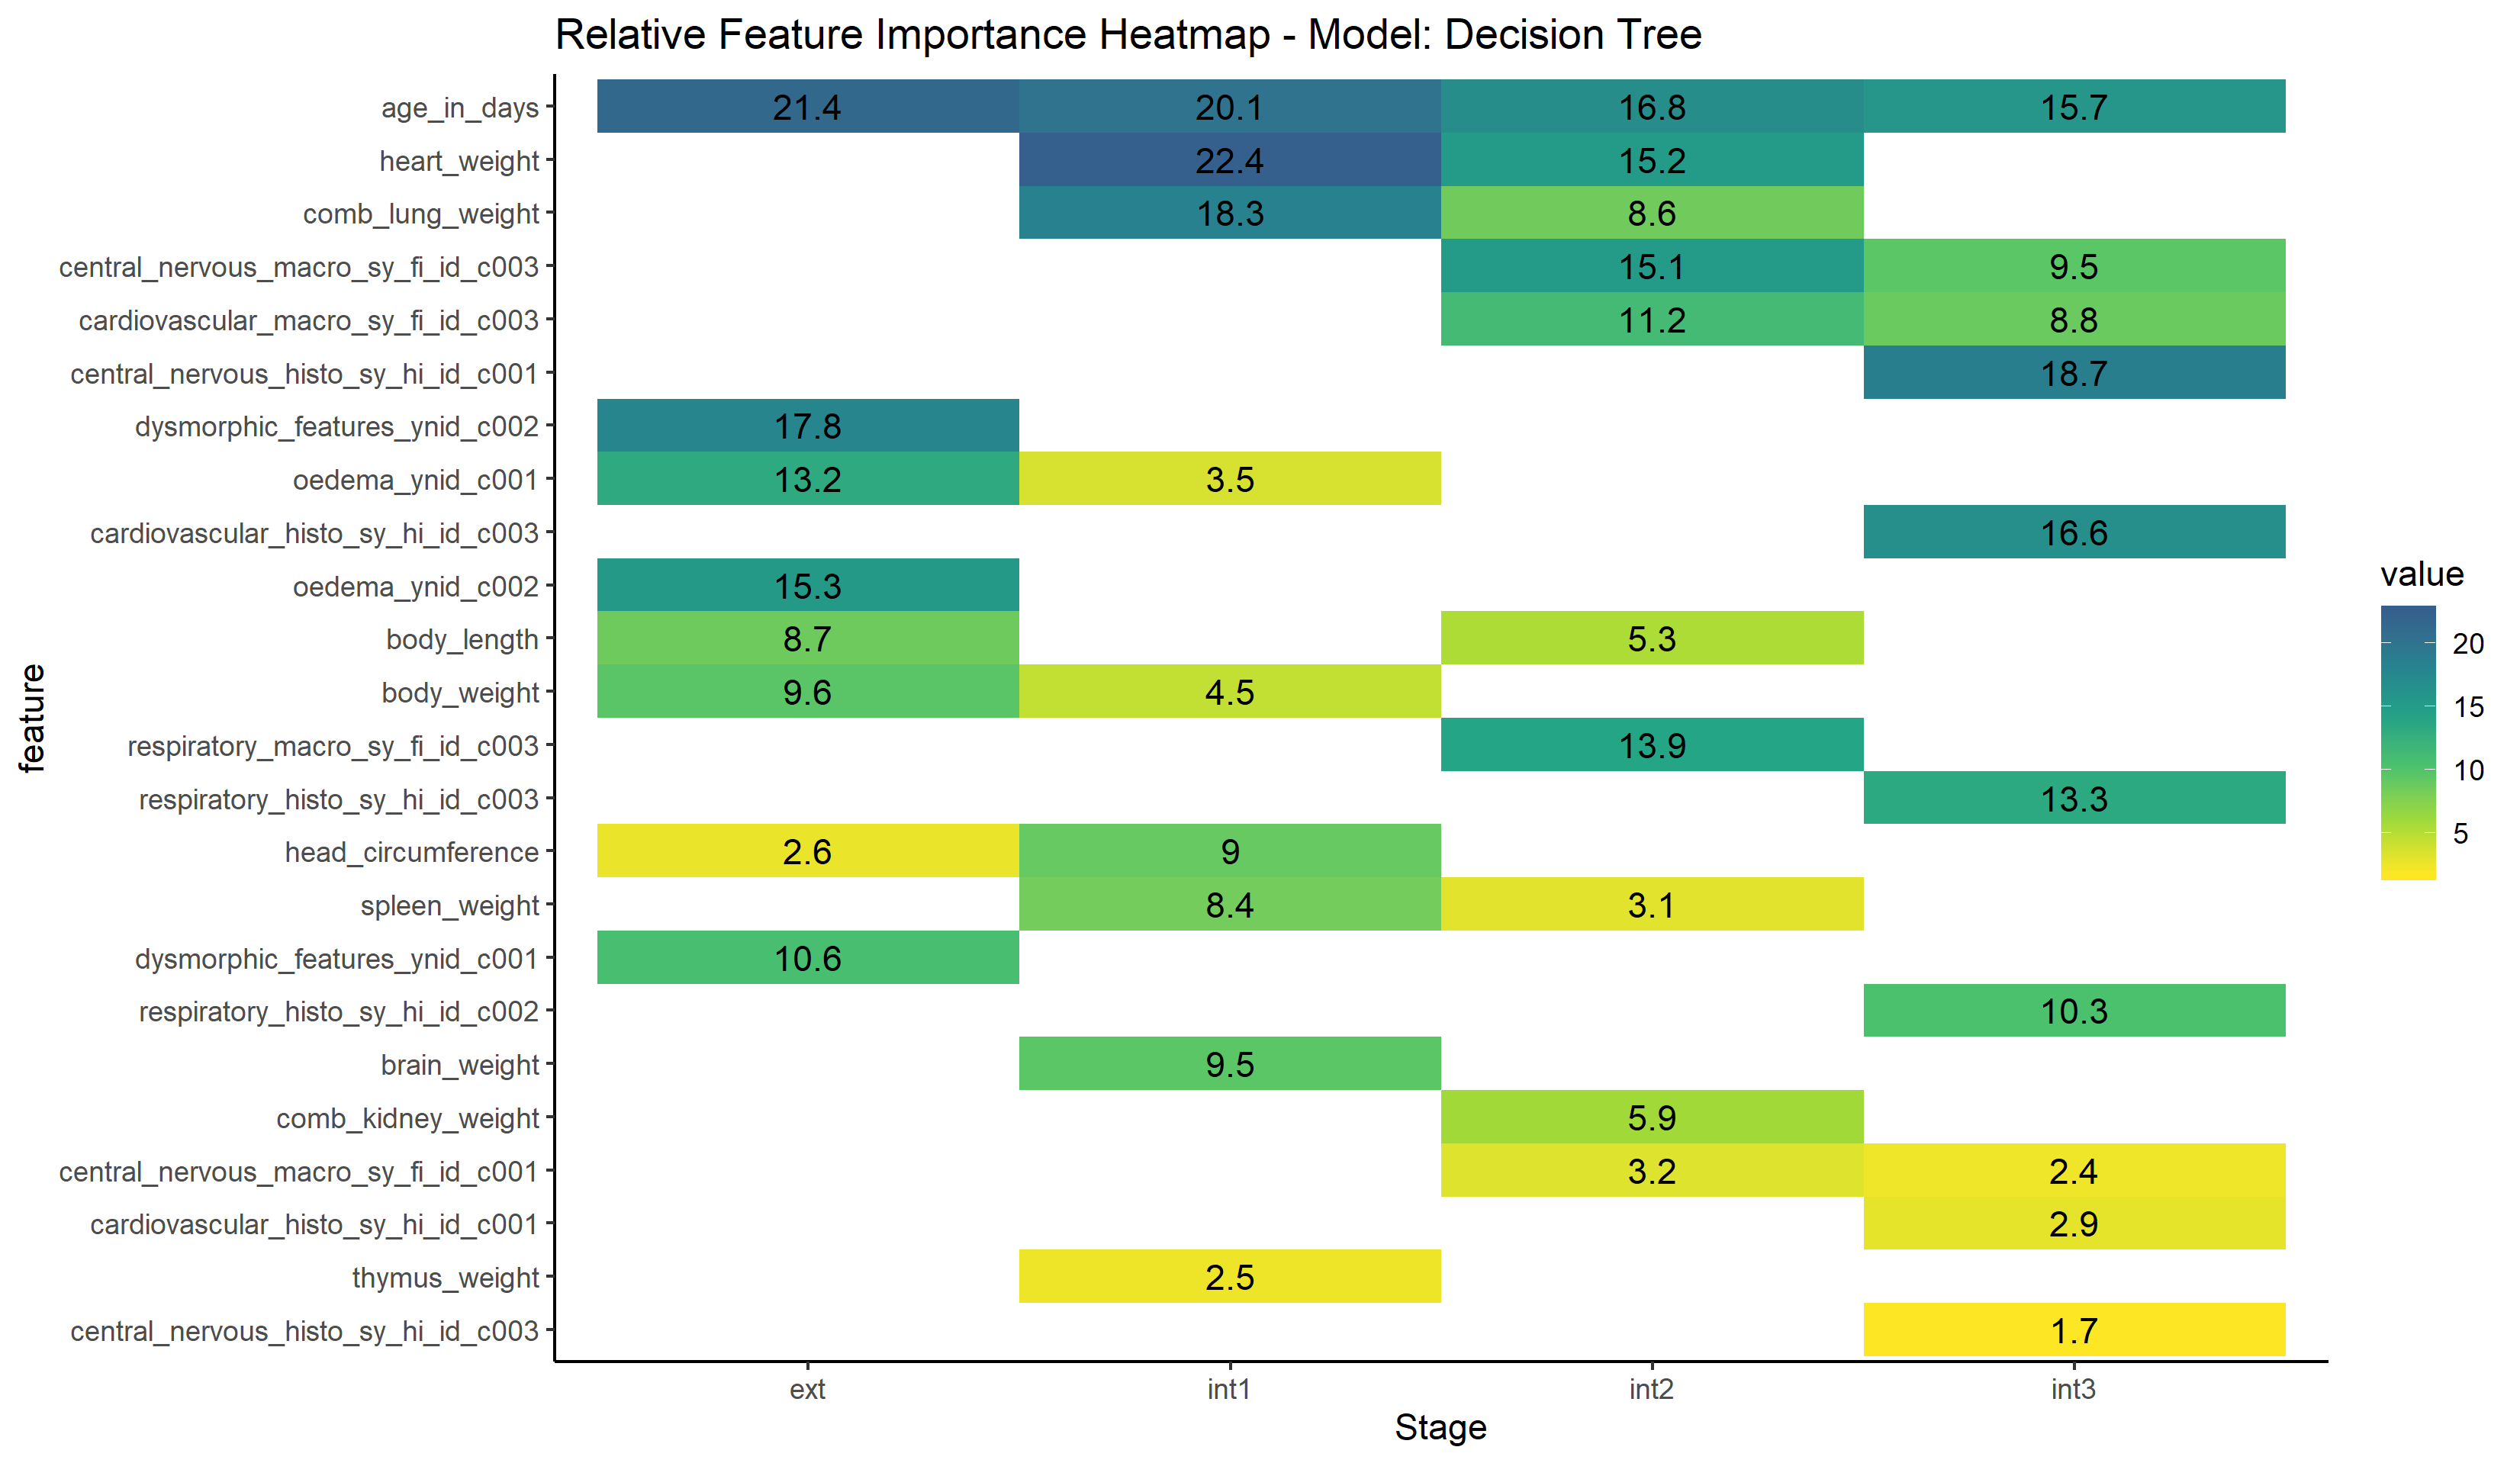 Relative Feature Importance Heatmap - Model: Decision Tree
age_in_days 21.4 20.1 16.8 15.7
heart_weight 22.4 15.2
comb_lung_weight 18.3 8.6
central_nervous_macro_sy_fi_id_c003 15.1 9.5
cardiovascular_macro_sy_fi_id_c003 11.2 8.8
central_nervous_histo_sy_hi_id_c001 18.7
dysmorphic_features_ynid_c002 17.8
oedema_ynid_c001 13.2 3.5
cardiovascular_histo_sy_hi_id_c003 16.6
oedema_ynid_c002 15.3
body_length 8.7 5.3
body_weight 9.6 4.5
respiratory_macro_sy_fi_id_c003 13.9
respiratory_histo_sy_hi_id_c003 13.3
head_circumference 2.6 9
spleen_weight 8.4 3.1
dysmorphic_features_ynid_c001 10.6
respiratory_histo_sy_hi_id_c002 10.3
brain_weight 9.5
comb_kidney_weight 5.9
central_nervous_macro_sy_fi_id_c001 3.2 2.4
cardiovascular_histo_sy_hi_id_c001 2.9
thymus_weight 2.5
central_nervous_histo_sy_hi_id_c003 1.7
feature
ext int1 int2 int3
Stage
value
20
15
10
5